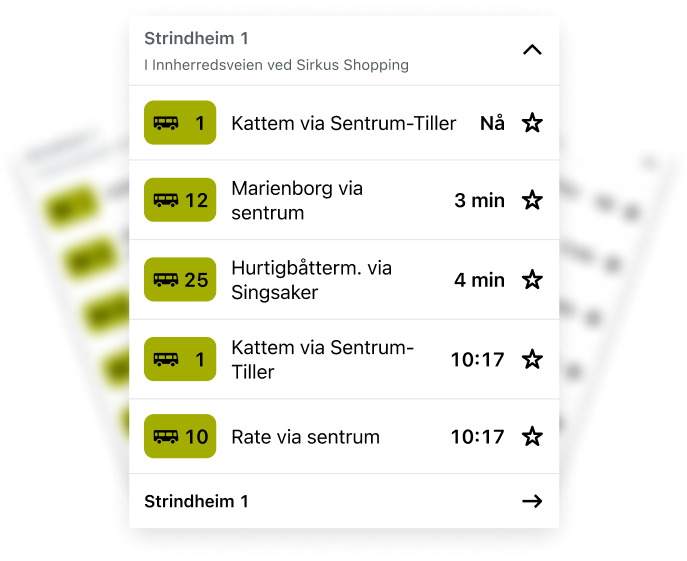 Strindheim 1
I Innherredsveien ved Sirkus Shopping
1 Kattem via Sentrum-Tiller Nå
12 Marienborg via
sentrum 3 min
25 Hurtigbåtterm. via
Singsaker 4 min
1 Kattem via Sentrum-
Tiller 10:17
10 Rate via sentrum 10:17
Strindheim 1